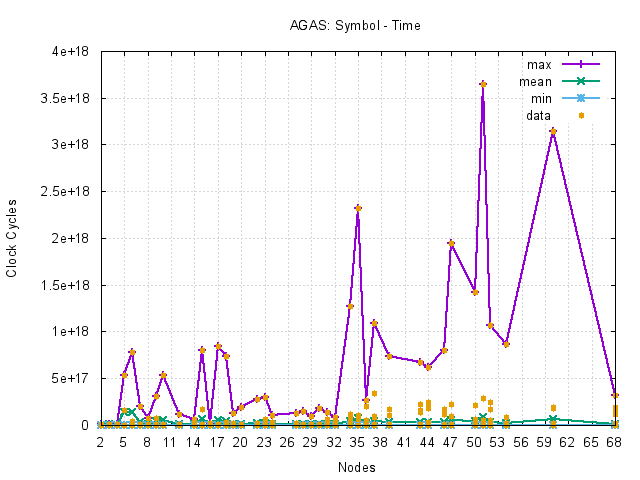 AGAS: Symbol - Time
4e+18
3.5e+18
3e+18
2.5e+18
2e+18
1.5e+18
1e+18
5e+17
0
Clock Cycles
max
mean
min
data
2 5 8 11 14 17 20 23 26 29 32 35 38 41 44 47 50 53 56 59 62 65 68
Nodes